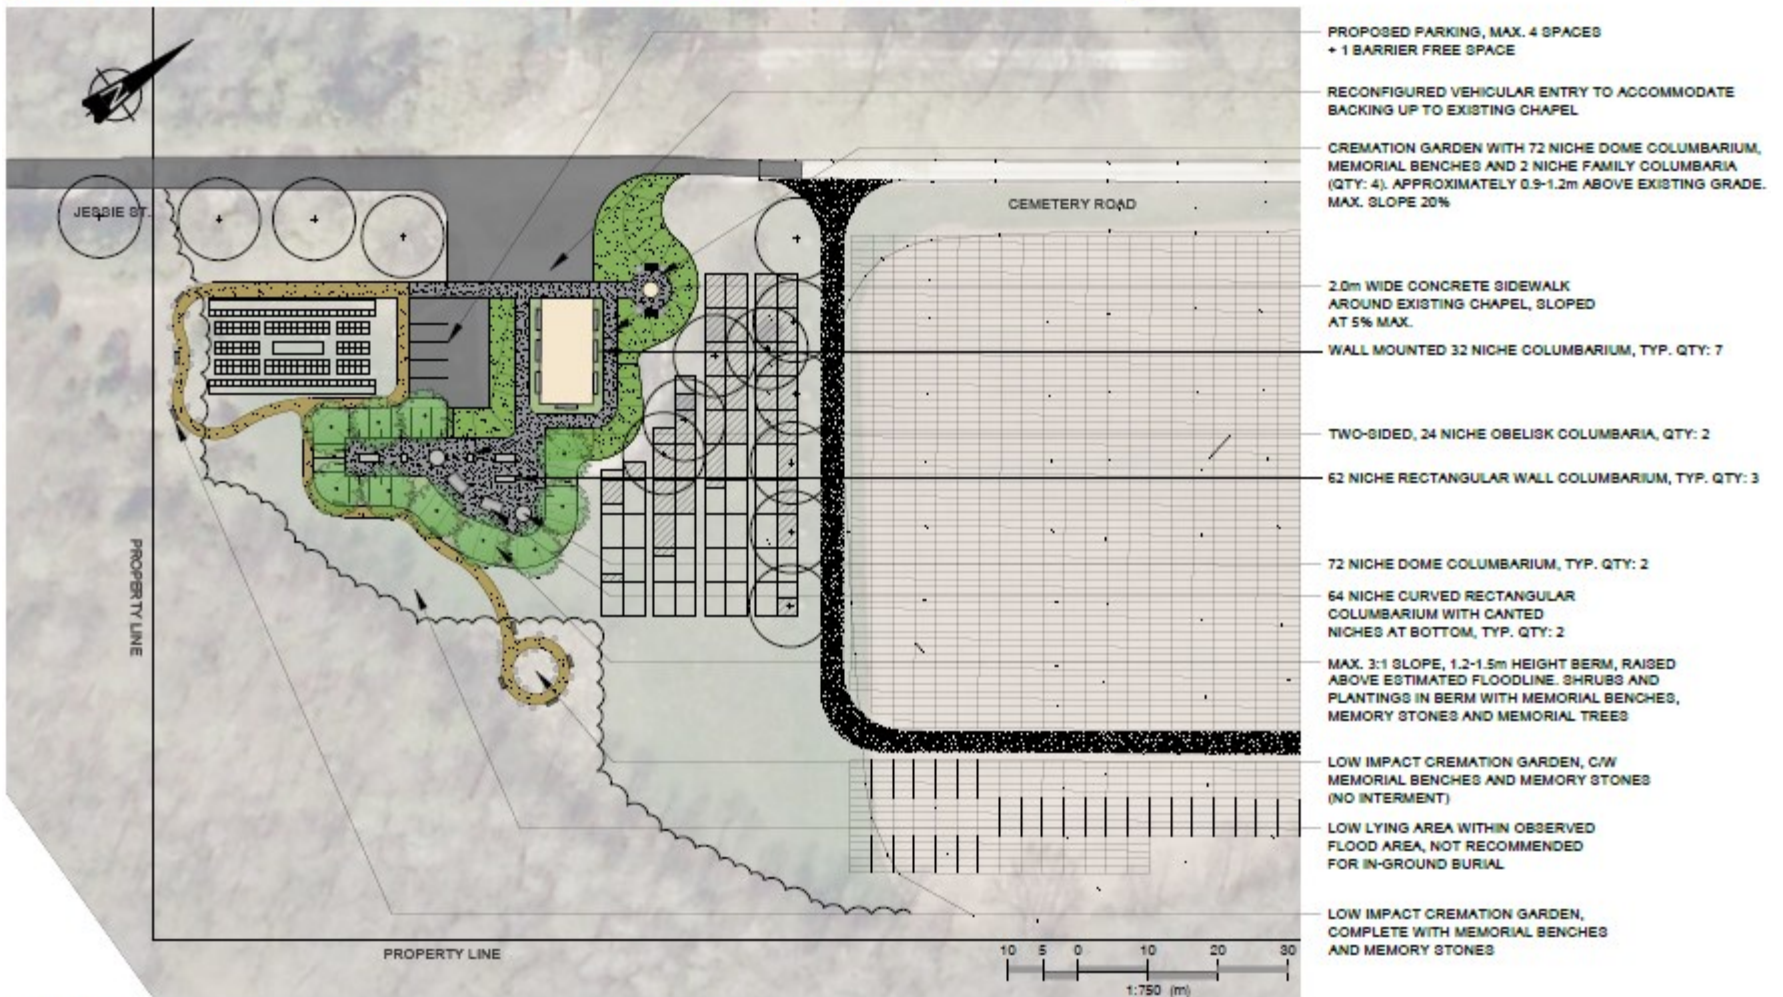 PROPOSED PARKING, MAX. 4 SPACES
+ 1 BARRIER FREE SPACE
RECONFIGURED VEHICULAR ENTRY TO ACCOMMODATE
BACKING UP TO EXISTING CHAPEL
CREMATION GARDEN WITH 72 NICHE DOME COLUMBARIUM,
MEMORIAL BENCHES AND 2 NICHE FAMILY COLUMBARIA
(QTY: 4). APPROXIMATELY 0.9-1.2m ABOVE EXISTING GRADE.
MAX. SLOPE 20%
2.0m WIDE CONCRETE SIDEWALK
AROUND EXISTING CHAPEL, SLOPED
AT 5% MAX.
WALL MOUNTED 32 NICHE COLUMBARIUM, TYP. QTY: 7
TWO-SIDED, 24 NICHE OBELISK COLUMBARIA, QTY: 2
62 NICHE RECTANGULAR WALL COLUMBARIUM, TYP. QTY: 3
72 NICHE DOME COLUMBARIUM, TYP. QTY: 2
64 NICHE CURVED RECTANGULAR
COLUMBARIUM WITH CANTED
NICHES AT BOTTOM, TYP. QTY: 2
MAX. 3:1 SLOPE, 1.2-1.5m HEIGHT BERM, RAISED
ABOVE ESTIMATED FLOODLINE. SHRUBS AND
PLANTINGS IN BERM WITH MEMORIAL BENCHES,
MEMORY STONES AND MEMORIAL TREES
LOW IMPACT CREMATION GARDEN, C/W
MEMORIAL BENCHES AND MEMORY STONES
(NO INTERMENT)
LOW LYING AREA WITHIN OBSERVED
FLOOD AREA, NOT RECOMMENDED
FOR IN-GROUND BURIAL
LOW IMPACT CREMATION GARDEN,
COMPLETE WITH MEMORIAL BENCHES
AND MEMORY STONES
N
JESSIE ST.
CEMETERY ROAD
PROPERTY LINE
PROPERTY LINE
10 5 0 10 20 30
1:750 (m)